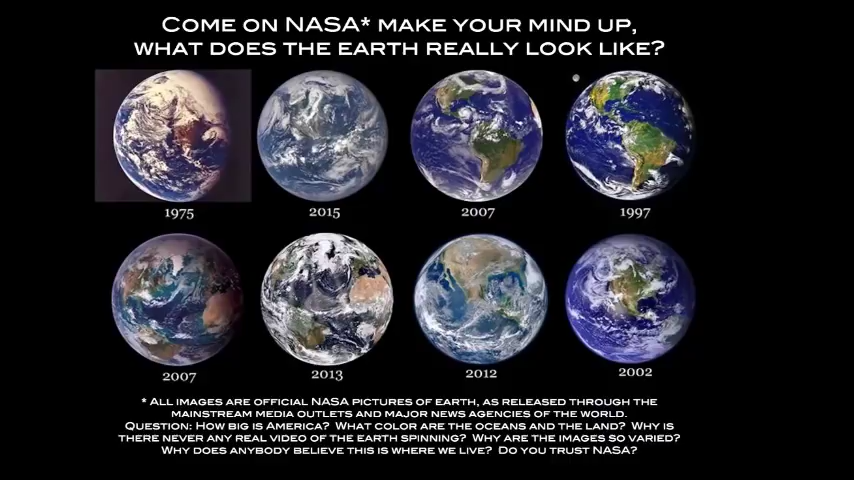 Come on NASA* make your mind up,
what does the earth really look like?
1975
2015
2007
1997
2007
2013
2012
2002
* All images are official NASA pictures of earth, as released through the
mainstream media outlets and major news agencies of the world.
Question: How big is America? What color are the oceans and the land? Why is
there never any real video of the earth spinning? Why are the images so varied?
Why does anybody believe this is where we live? Do you trust NASA?